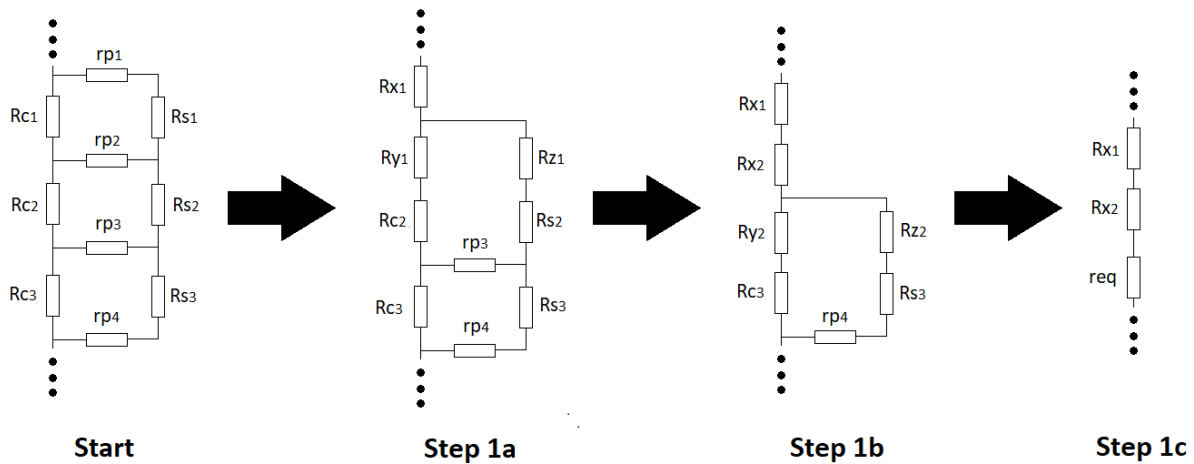 rp1
Rc1
Rs1
rp2
Rc2
Rs2
rp3
Rc3
Rs3
rp4
Start
Rx1
Ry1
Rz1
Rc2
Rs2
rp3
Rc3
Rs3
rp4
Step 1a
Rx1
Rx2
Ry2
Rz2
Rc3
Rs3
rp4
Step 1b
Rx1
Rx2
req
Step 1c